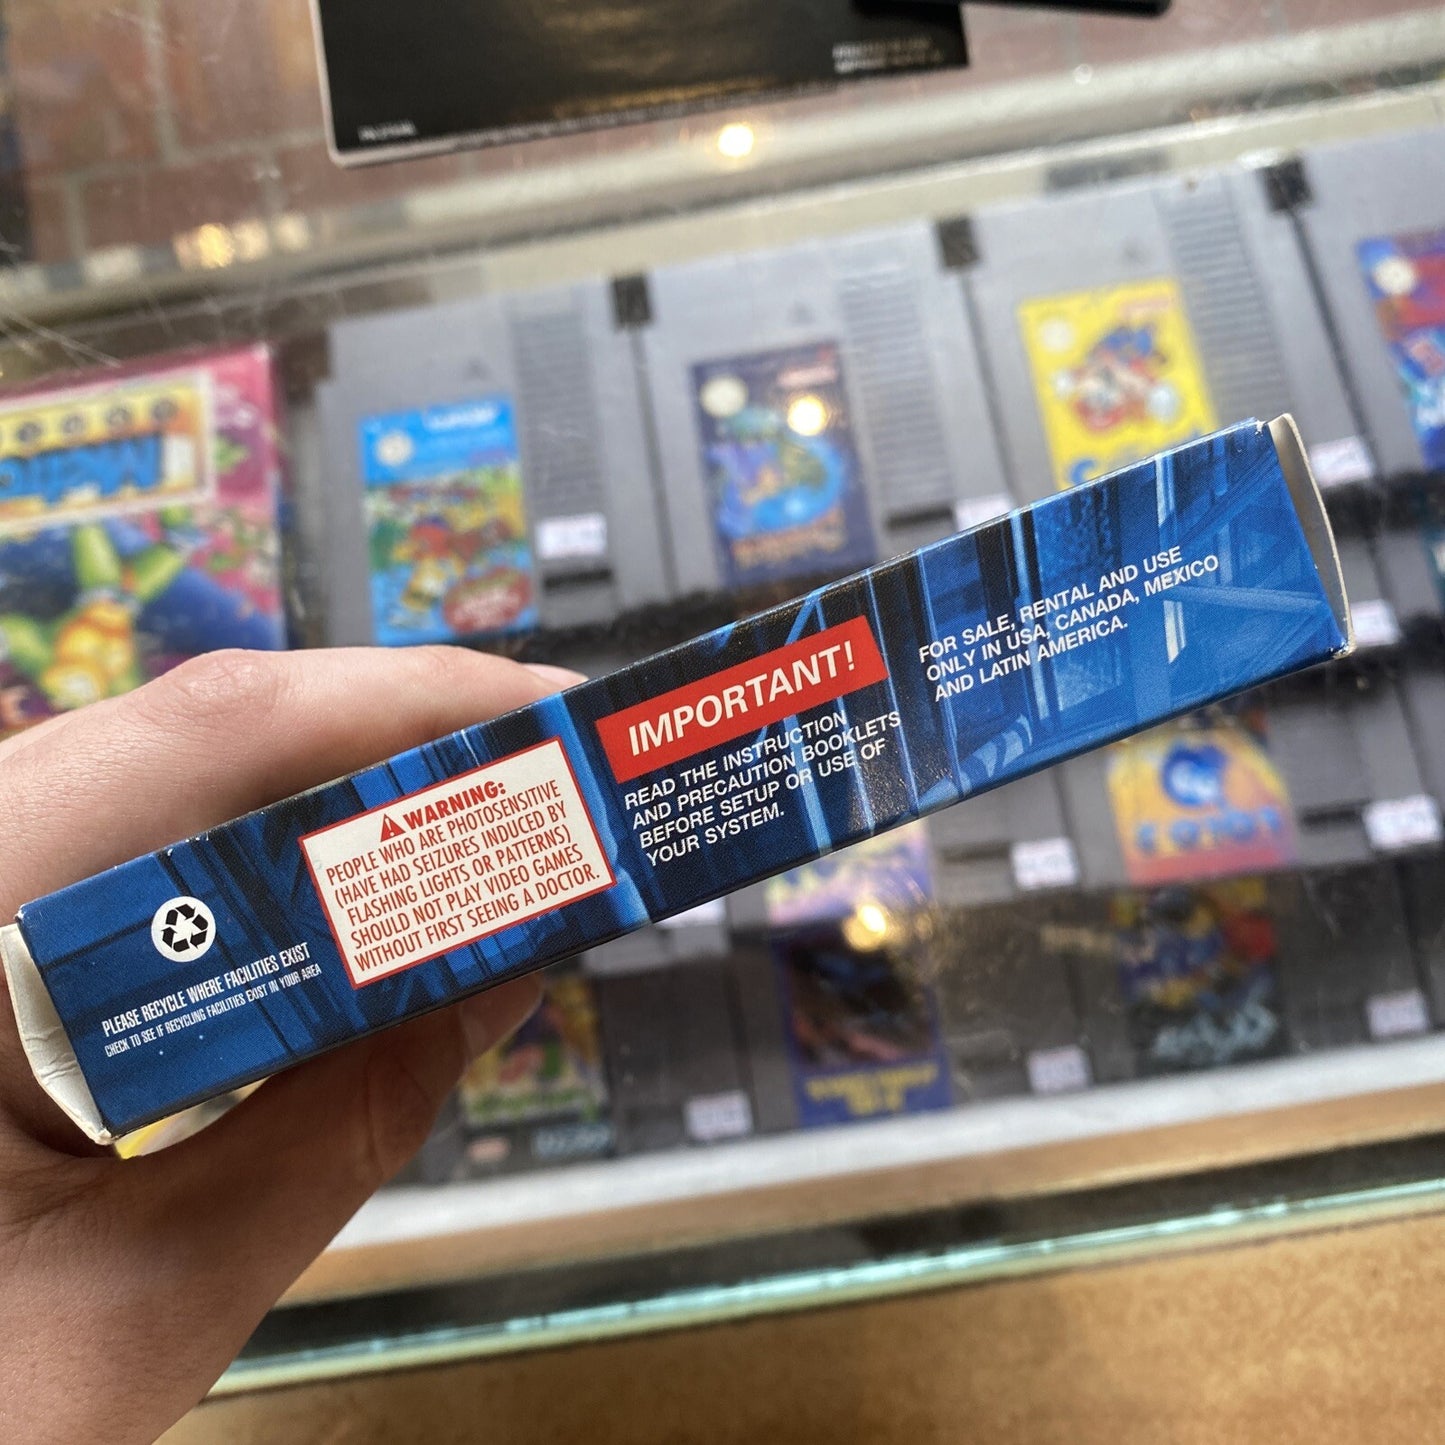 PLEASE RECYCLE WHERE FACILITIES EXIST
CHECK TO SEE IF RECYCLING FACILITIES EXIST IN YOUR AREA
WARNING:
PEOPLE WHO ARE PHOTOSENSITIVE
(HAVE HAD SEIZURES INDUCED BY
FLASHING LIGHTS OR PATTERNS)
SHOULD NOT PLAY VIDEO GAMES
WITHOUT FIRST SEEING A DOCTOR.
IMPORTANT!
READ THE INSTRUCTION
AND PRECAUTION BOOKLETS
BEFORE SETUP OR USE OF
YOUR SYSTEM.
FOR SALE, RENTAL AND USE
ONLY IN USA, CANADA, MEXICO
AND LATIN AMERICA.